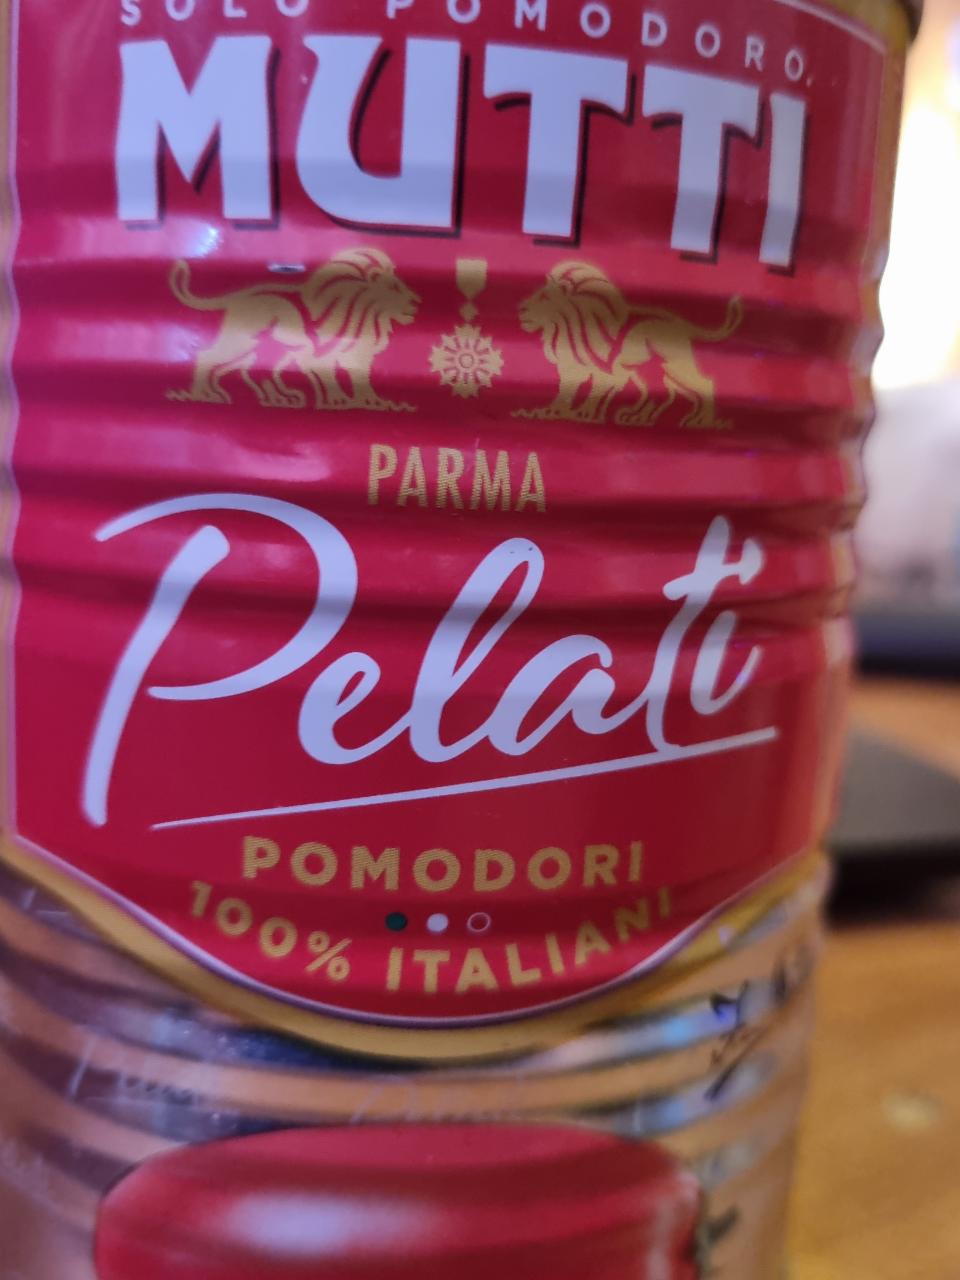 SOLO POMODORO.
MUTTI
PARMA
Pelati
POMODORI
100% ITALIANI